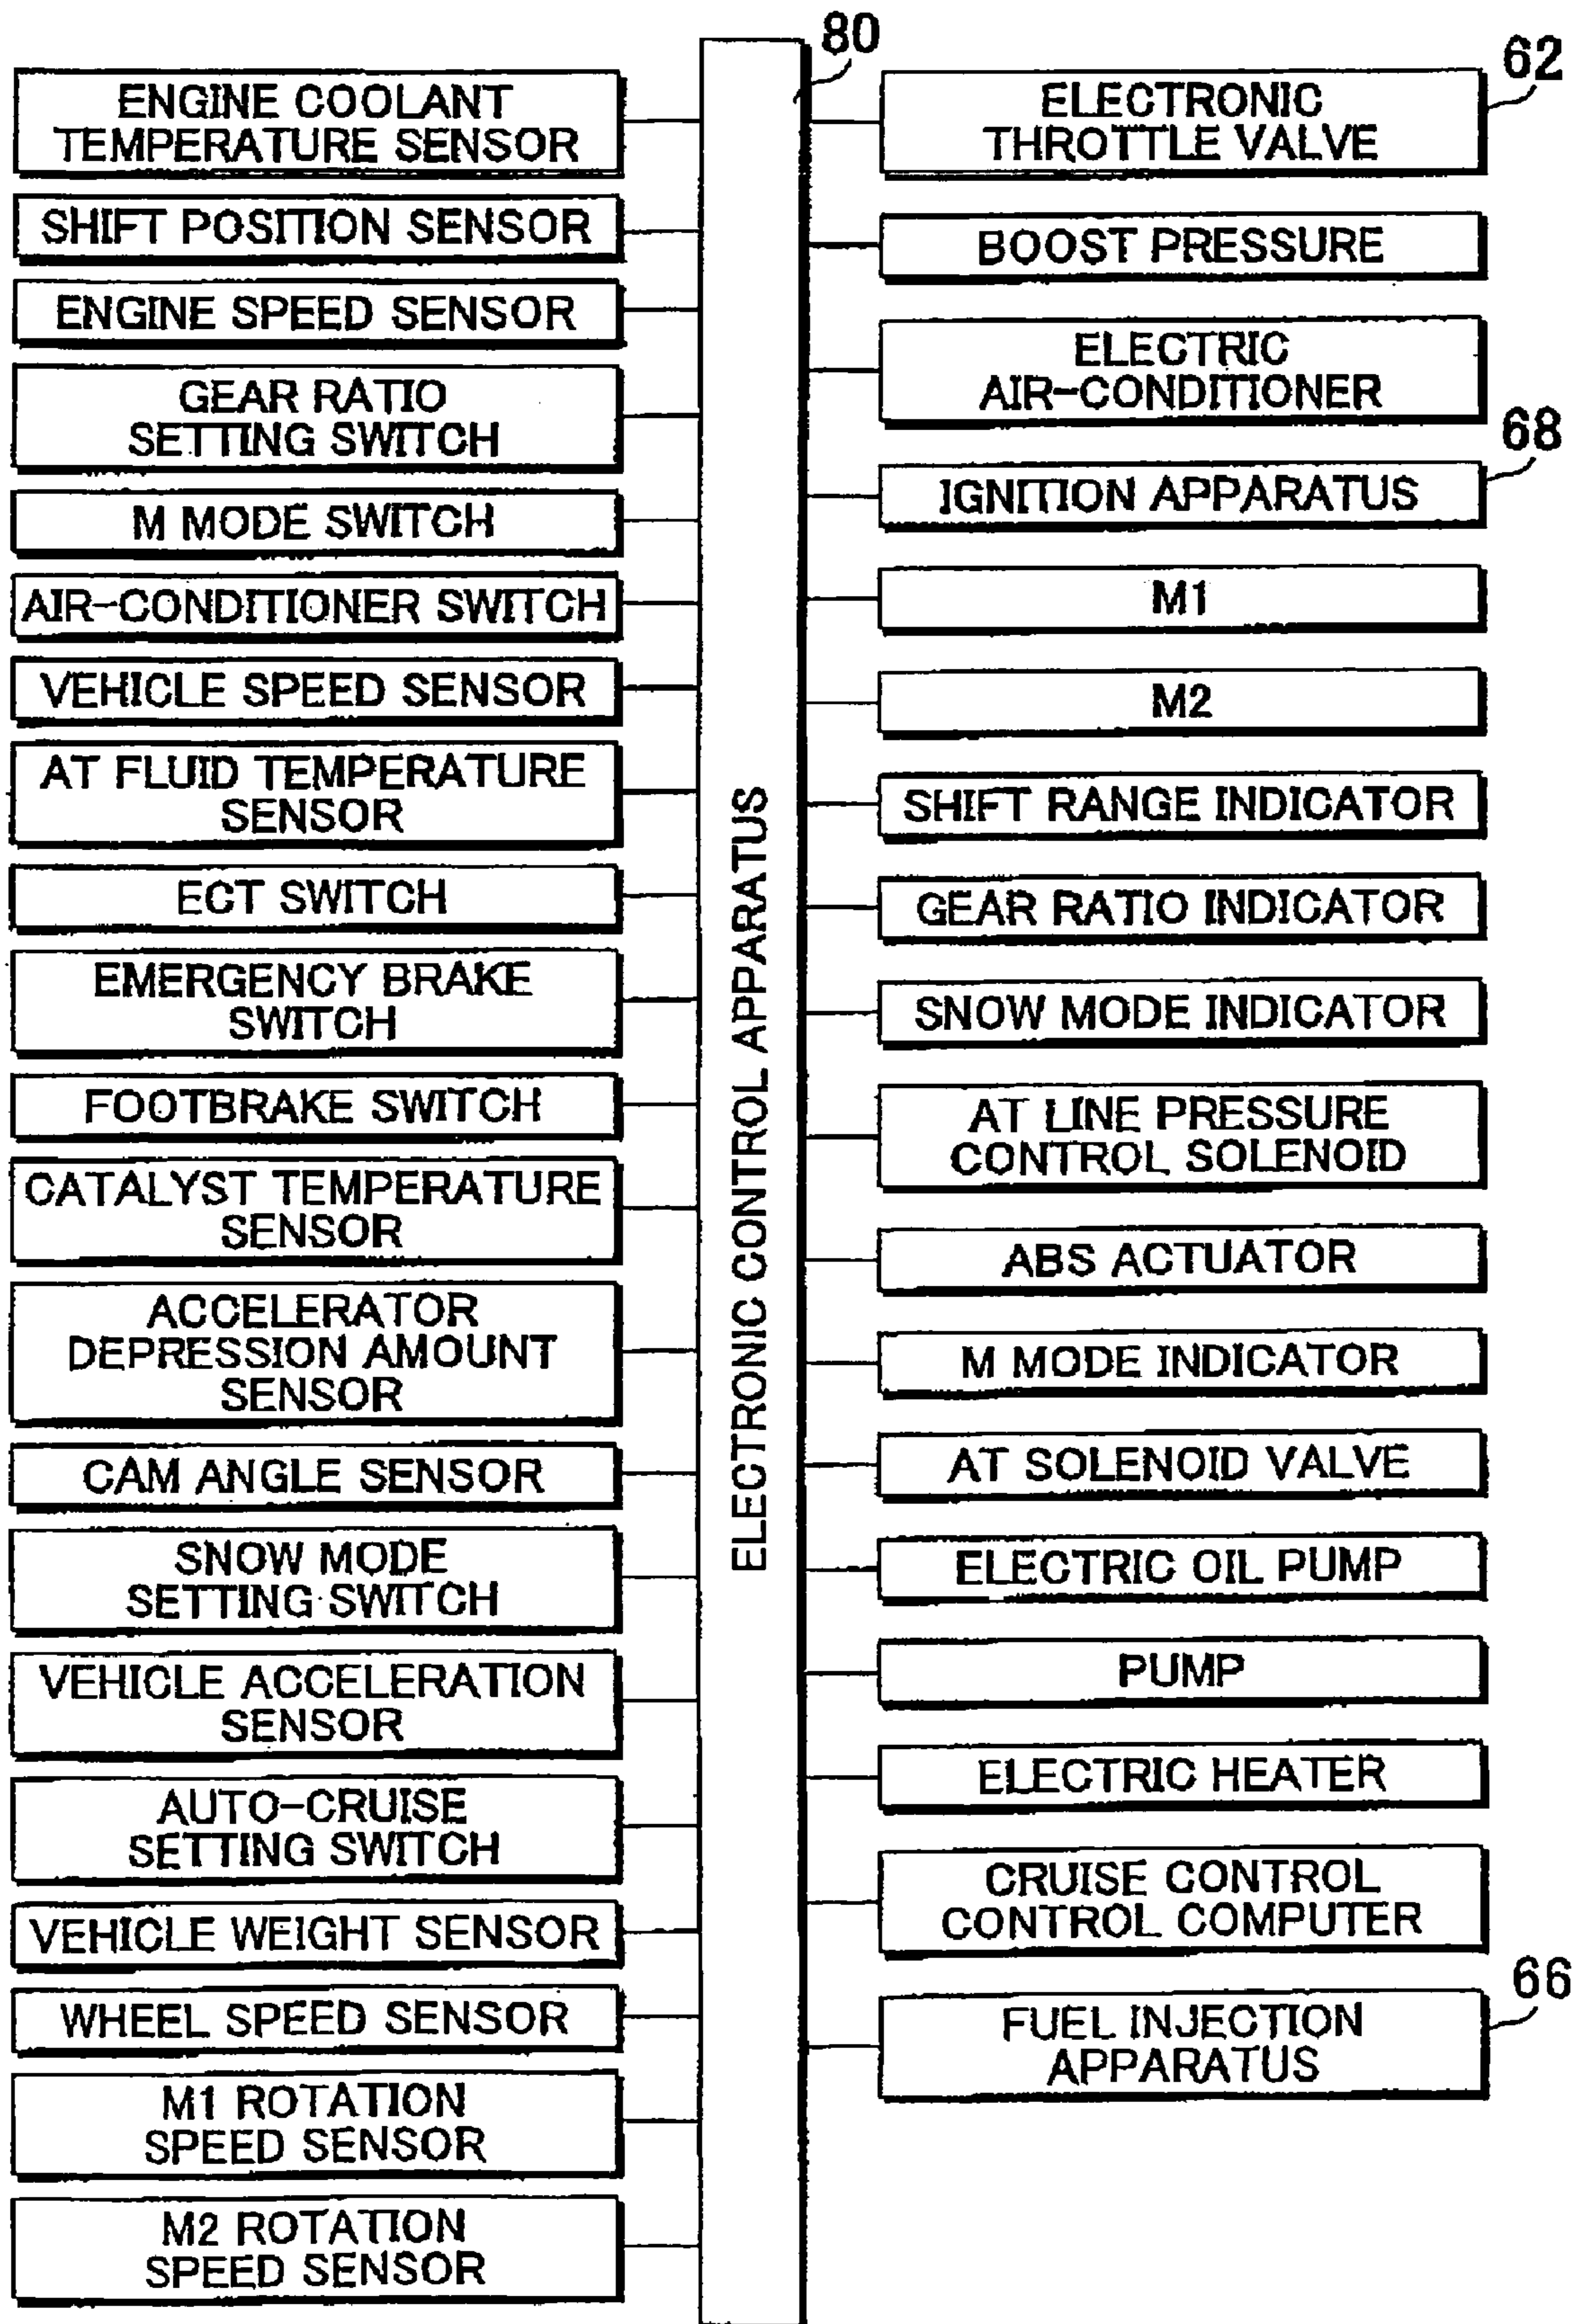 80
ENGINE COOLANT
TEMPERATURE SENSOR
SHIFT POSITION SENSOR
ENGINE SPEED SENSOR
GEAR RATIO
SETTING SWITCH
M MODE SWITCH
AIR-CONDITIONER SWITCH
VEHICLE SPEED SENSOR
AT FLUID TEMPERATURE
SENSOR
ECT SWITCH
EMERGENCY BRAKE
SWITCH
FOOTBRAKE SWITCH
CATALYST TEMPERATURE
SENSOR
ACCELERATOR
DEPRESSION AMOUNT
SENSOR
CAM ANGLE SENSOR
SNOW MODE
SETTING SWITCH
VEHICLE ACCELERATION
SENSOR
AUTO-CRUISE
SETTING SWITCH
VEHICLE WEIGHT SENSOR
WHEEL SPEED SENSOR
M1 ROTATION
SPEED SENSOR
M2 ROTATION
SPEED SENSOR
ELECTRONIC CONTROL APPARATUS
62
ELECTRONIC
THROTTLE VALVE
BOOST PRESSURE
ELECTRIC
AIR-CONDITIONER
68
IGNITION APPARATUS
M1
M2
SHIFT RANGE INDICATOR
GEAR RATIO INDICATOR
SNOW MODE INDICATOR
AT LINE PRESSURE
CONTROL SOLENOID
ABS ACTUATOR
M MODE INDICATOR
AT SOLENOID VALVE
ELECTRIC OIL PUMP
PUMP
ELECTRIC HEATER
CRUISE CONTROL
CONTROL COMPUTER
66
FUEL INJECTION
APPARATUS